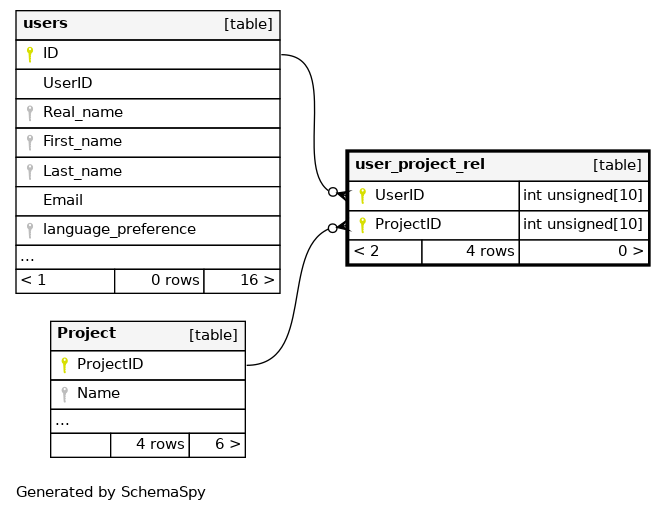 users [table]
ID
UserID
Real_name
First_name
Last_name
Email
language_preference
...
< 1 0 rows 16 >
user_project_rel [table]
UserID int unsigned[10]
ProjectID int unsigned[10]
< 2 4 rows 0 >
Project [table]
ProjectID
Name
...
4 rows 6 >
Generated by SchemaSpy